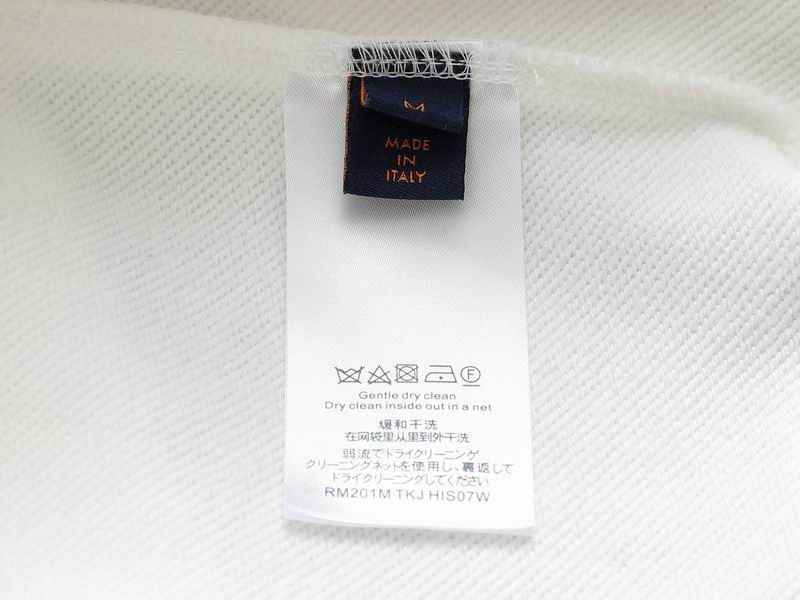 M
MADE
IN
ITALY
Gentle dry clean
Dry clean inside out in a net
缓和干洗
在网袋里从里到外干洗
弱流でドライクリーニンゲ
クリーニングネットを使用し、裏返して
ドライクリーニングしてください
RM201M TKJ HIS07W